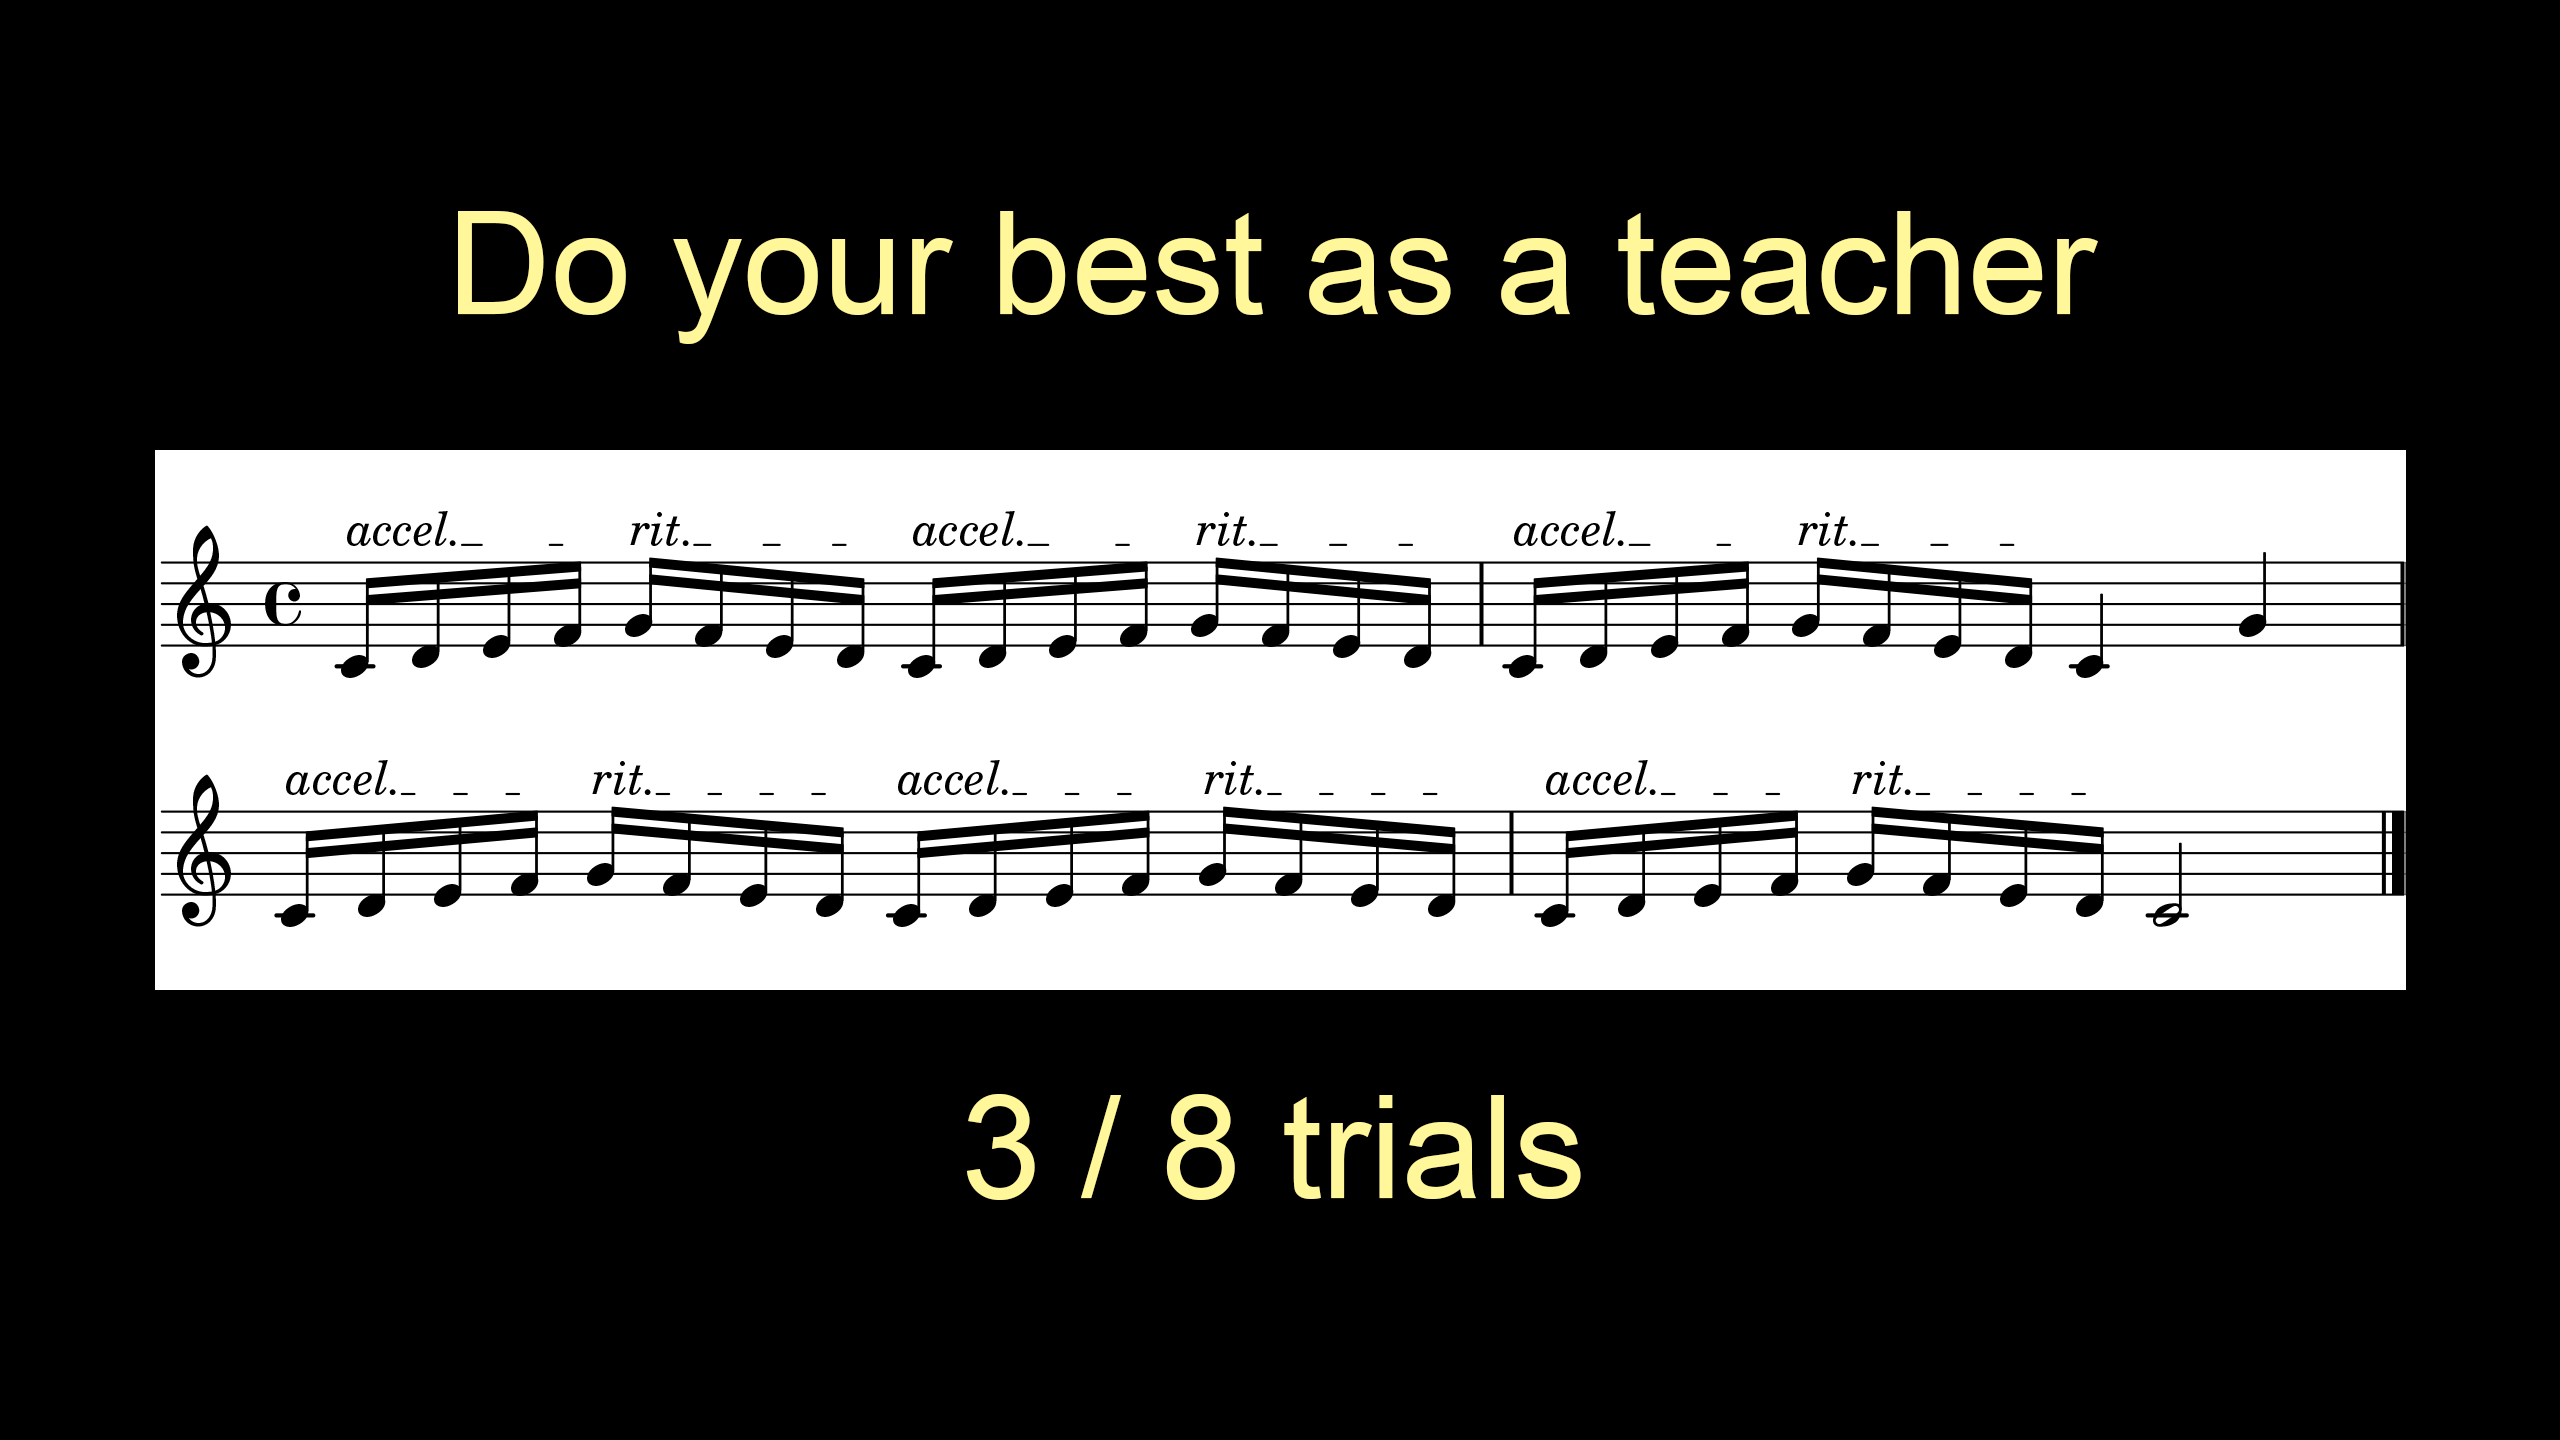 Do your best as a teacher
accel. rit. accel. rit. accel. rit.
accel. rit. accel. rit. accel. rit.
3 / 8 trials